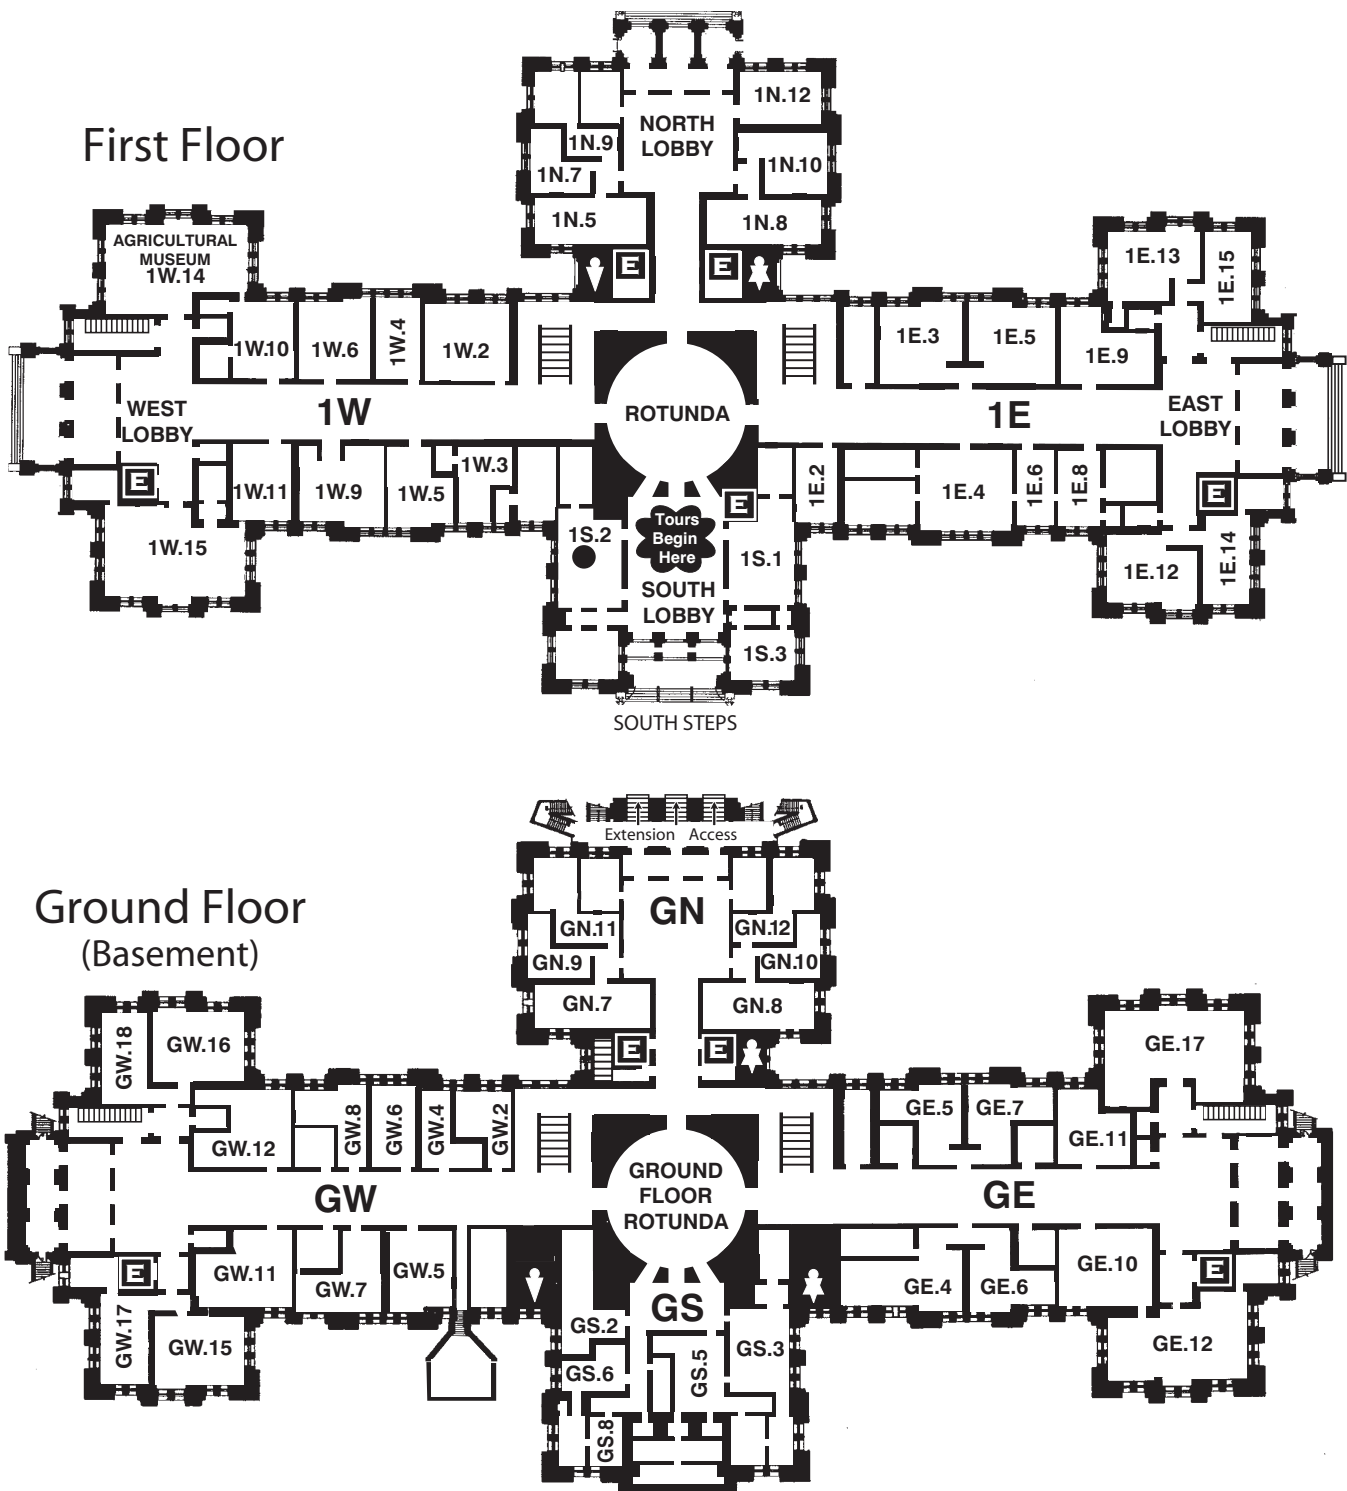 First Floor
NORTH
LOBBY
1N.12
1N.9
1N.7
1N.10
1N.5
1N.8
E
E
AGRICULTURAL
MUSEUM
1W.14
1E.13
1E.15
1W.10
1W.6
1W.4
1W.2
1E.3
1E.5
1E.9
WEST
LOBBY
1W
ROTUNDA
1E
EAST
LOBBY
E
1W.11
1W.9
1W.5
1W.3
E
1E.2
1E.4
1E.6
1E.8
E
1W.15
1S.2
Tours
Begin
Here
1S.1
1E.12
1E.14
SOUTH
LOBBY
1S.3
SOUTH STEPS
Extension Access
Ground Floor
(Basement)
GN
GN.11
GN.12
GN.9
GN.10
GN.7
GN.8
E
E
GW.18
GW.16
GE.17
GW.12
GW.8
GW.6
GW.4
GW.2
GE.5
GE.7
GE.11
GW
GROUND
FLOOR
ROTUNDA
GE
E
GW.11
GW.7
GW.5
GE.4
GE.6
GE.10
E
GS
GW.17
GW.15
GS.2
GS.3
GE.12
GS.6
GS.5
GS.8